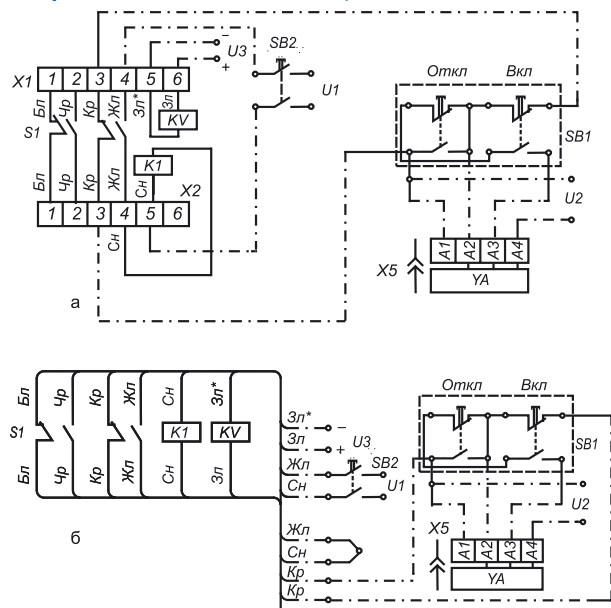 SB2
U3
–
+
U1
X1 1 2 3 4 5 6
Бл Чр Кр Жл Зл* Зл
S1
KV
K1
Бл Чр Кр Жл Сн X2
1 2 3 4 5 6
Сн
а
Откл Вкл
SB1
U2
A1 A2 A3 A4
X5
YA
Бл Чр Кр Жл Сн Зл*
S1
K1 KV
Бл Чр Кр Жл Сн Зл
б
Зл* –
Зл + U3
Жл SB2
Сн U1
Жл
Сн
Кр
Кр
Откл Вкл
SB1
U2
X5
A1 A2 A3 A4
YA